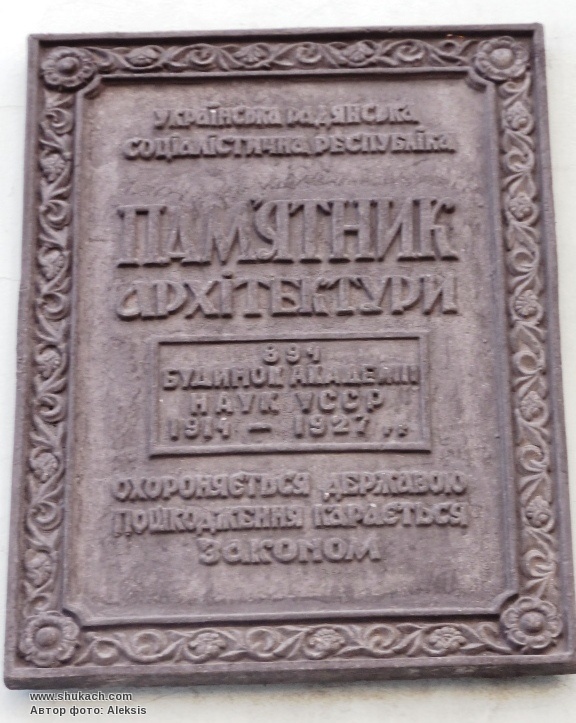 Українська Радянська
Соціалістична Республіка
Пам'ятник
архітектури
894
Будинок Академії
наук УССР
1914 — 1927 рр
Охороняється державою
Пошкодження карається
законом
www.shukach.com
Автор фото: Aleksis